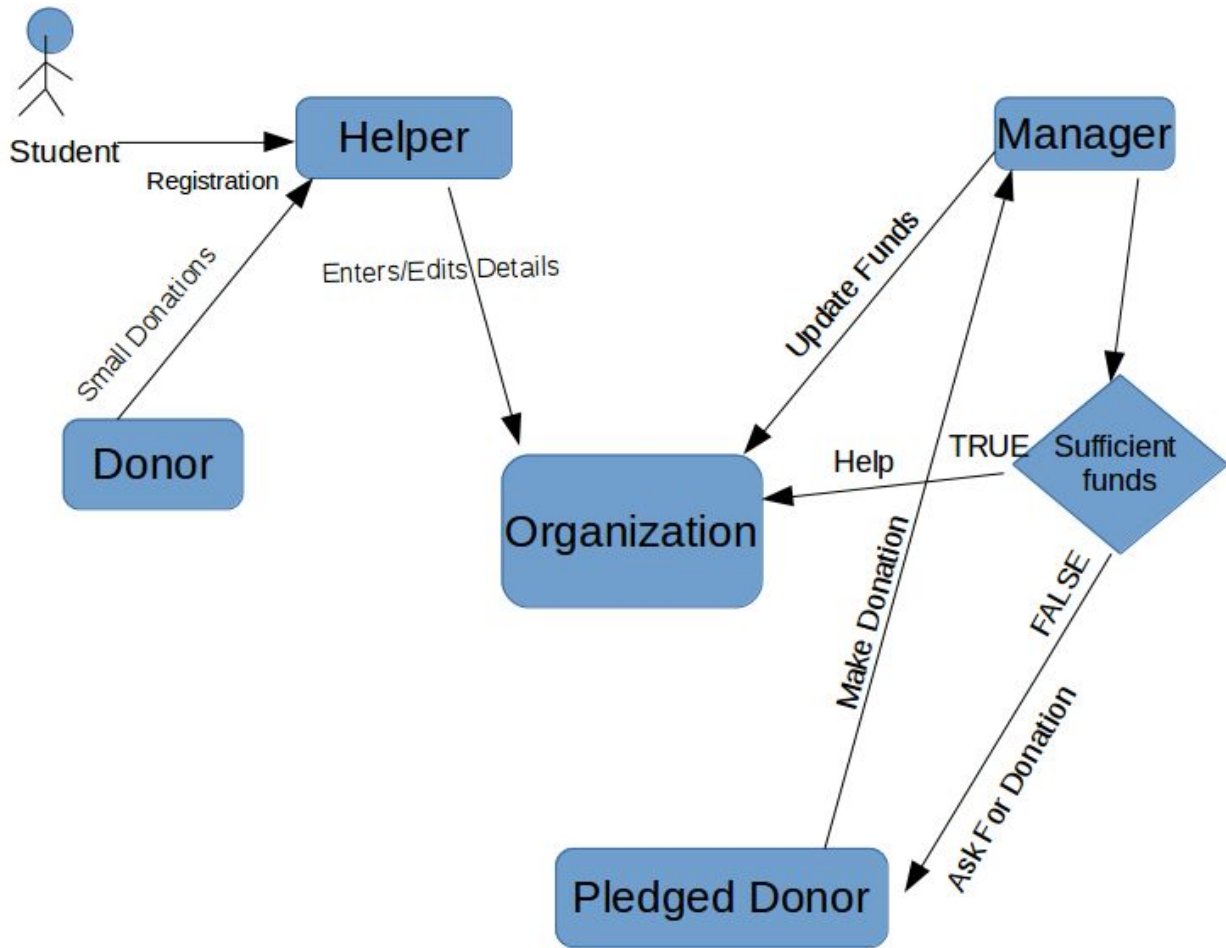 Student
Registration
Helper
Manager
Small Donations
Enters/Edits Details
Update Funds
Donor
Organization
Help
TRUE
Sufficient
funds
Make Donation
FALSE
Ask For Donation
Pledged Donor